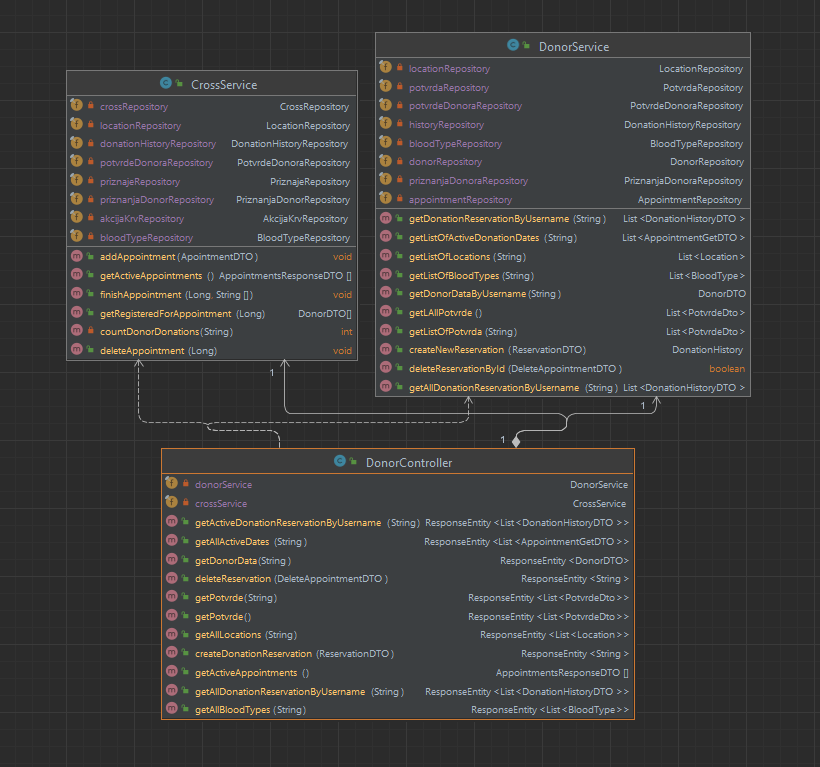 CrossService
crossRepository CrossRepository
locationRepository LocationRepository
donationHistoryRepository DonationHistoryRepository
potvrdeDonoraRepository PotvrdeDonoraRepository
priznajeRepository PriznajeRepository
priznanjaDonorRepository PriznanjaDonorRepository
akcijaKrvRepository AkcijaKrvRepository
bloodTypeRepository BloodTypeRepository
addAppointment(ApointmentDTO) void
getActiveAppointments () AppointmentsResponseDTO []
finishAppointment (Long, String []) void
getRegisteredForAppointment (Long) DonorDTO[]
countDonorDonations(String) int
deleteAppointment (Long) void
DonorService
locationRepository LocationRepository
potvrdaRepository PotvrdaRepository
potvrdeDonoraRepository PotvrdeDonoraRepository
historyRepository DonationHistoryRepository
bloodTypeRepository BloodTypeRepository
donorRepository DonorRepository
priznanjaDonoraRepository PriznanjaDonoraRepository
appointmentRepository AppointmentRepository
getDonationReservationByUsername (String) List<DonationHistoryDTO>
getListOfActiveDonationDates (String) List<AppointmentGetDTO>
getListOfLocations (String) List<Location>
getListOfBloodTypes (String) List<BloodType>
getDonorDataByUsername(String) DonorDTO
getLAllPotvrde () List<PotvrdeDto>
getListOfPotvrda (String) List<PotvrdeDto>
createNewReservation (ReservationDTO) DonationHistory
deleteReservationById (DeleteAppointmentDTO) boolean
getAllDonationReservationByUsername (String) List<DonationHistoryDTO>
1
1
1
DonorController
donorService DonorService
crossService CrossService
getActiveDonationReservationByUsername (String) ResponseEntity<List<DonationHistoryDTO>>
getAllActiveDates (String) ResponseEntity<List<AppointmentGetDTO>>
getDonorData(String) ResponseEntity<DonorDTO>
deleteReservation (DeleteAppointmentDTO) ResponseEntity<String>
getPotvrde(String) ResponseEntity<List<PotvrdeDto>>
getPotvrde() ResponseEntity<List<PotvrdeDto>>
getAllLocations (String) ResponseEntity<List<Location>>
createDonationReservation (ReservationDTO) ResponseEntity<String>
getActiveAppointments () AppointmentsResponseDTO []
getAllDonationReservationByUsername (String) ResponseEntity<List<DonationHistoryDTO>>
getAllBloodTypes (String) ResponseEntity<List<BloodType>>